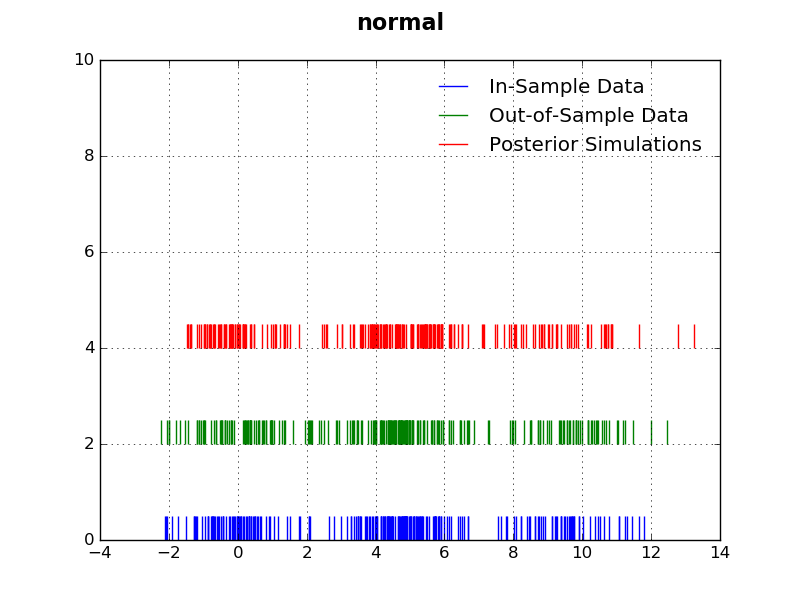 normal
In-Sample Data
Out-of-Sample Data
Posterior Simulations
10
8
6
4
2
0
−4 −2 0 2 4 6 8 10 12 14